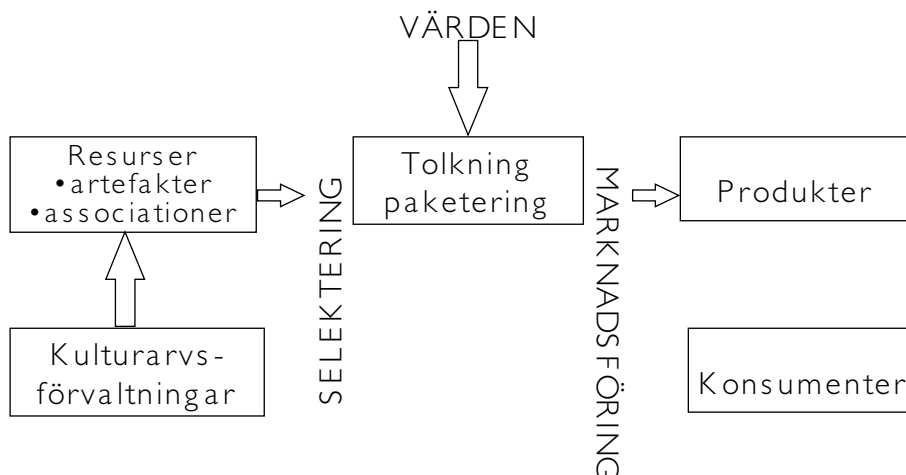 VÄRDEN
Resurser
•artefakter
•associationer
SELEKTERING
Tolkning
paketering
MARKNADSFÖRING
Produkter
Kulturarvs-
förvaltningar
Konsumenter